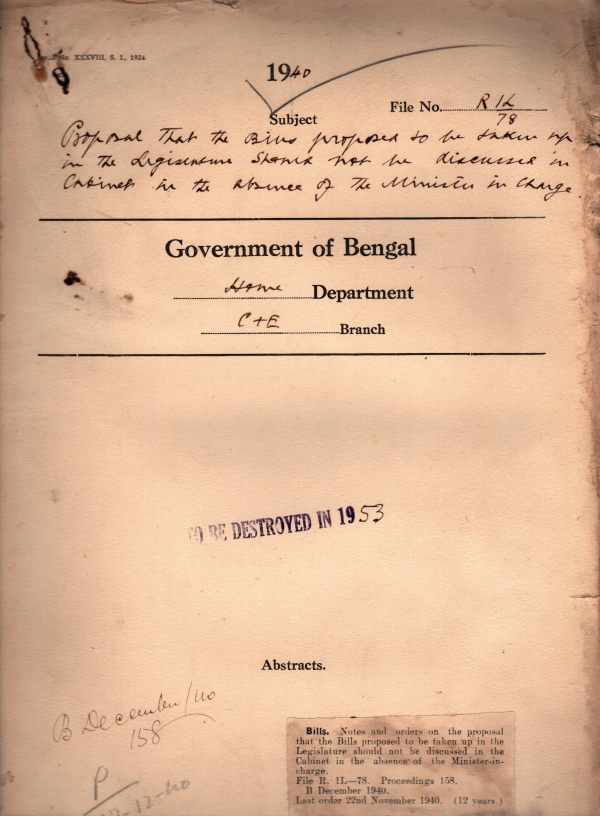 No. XXXVIII, S. I., 1924
1940
Subject
File No. R 1L
78
Proposal that the Bills proposed to be taken up
in the Legislature should not be discussed in
Cabinet in the absence of the Minister in charge
Government of Bengal
Home Department
C+E Branch
TO BE DESTROYED IN 1953
Abstracts.
B December/40
158
P
-12-40
Bills. Notes and orders on the proposal
that the Bills proposed to be taken up in the
Legislature should not be discussed in the
Cabinet in the absence of the Minister-in-
charge.
File R. 1L—78. Proceedings 158.
B December 1940.
Last order 22nd November 1940. (12 years.)